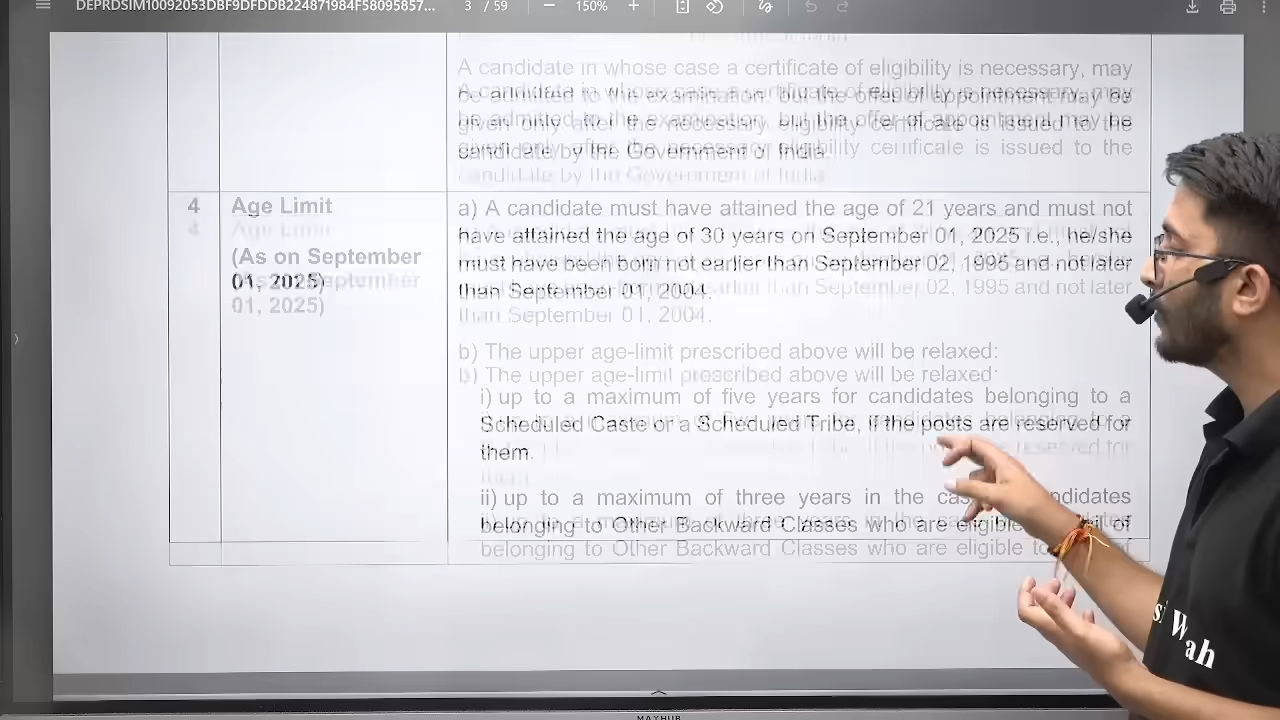 DEPRDSIM10092053DBF9DFDDB224871984F58095857...
3 / 59
150%
A candidate in whose case a certificate of eligibility is necessary, may
be admitted to the examination, but the offer of appointment may be
given only after the necessary eligibility certificate is issued to the
candidate by the Government of India.
4
Age Limit
(As on September
01, 2025)
a) A candidate must have attained the age of 21 years and must not
have attained the age of 30 years on September 01, 2025 i.e., he/she
must have been born not earlier than September 02, 1995 and not later
than September 01, 2004.
b) The upper age-limit prescribed above will be relaxed:
i) up to a maximum of five years for candidates belonging to a
Scheduled Caste or a Scheduled Tribe, if the posts are reserved for
them.
ii) up to a maximum of three years in the ndidates
belonging to Other Backward Classes who are eligible of
MAXHUB
W
ah